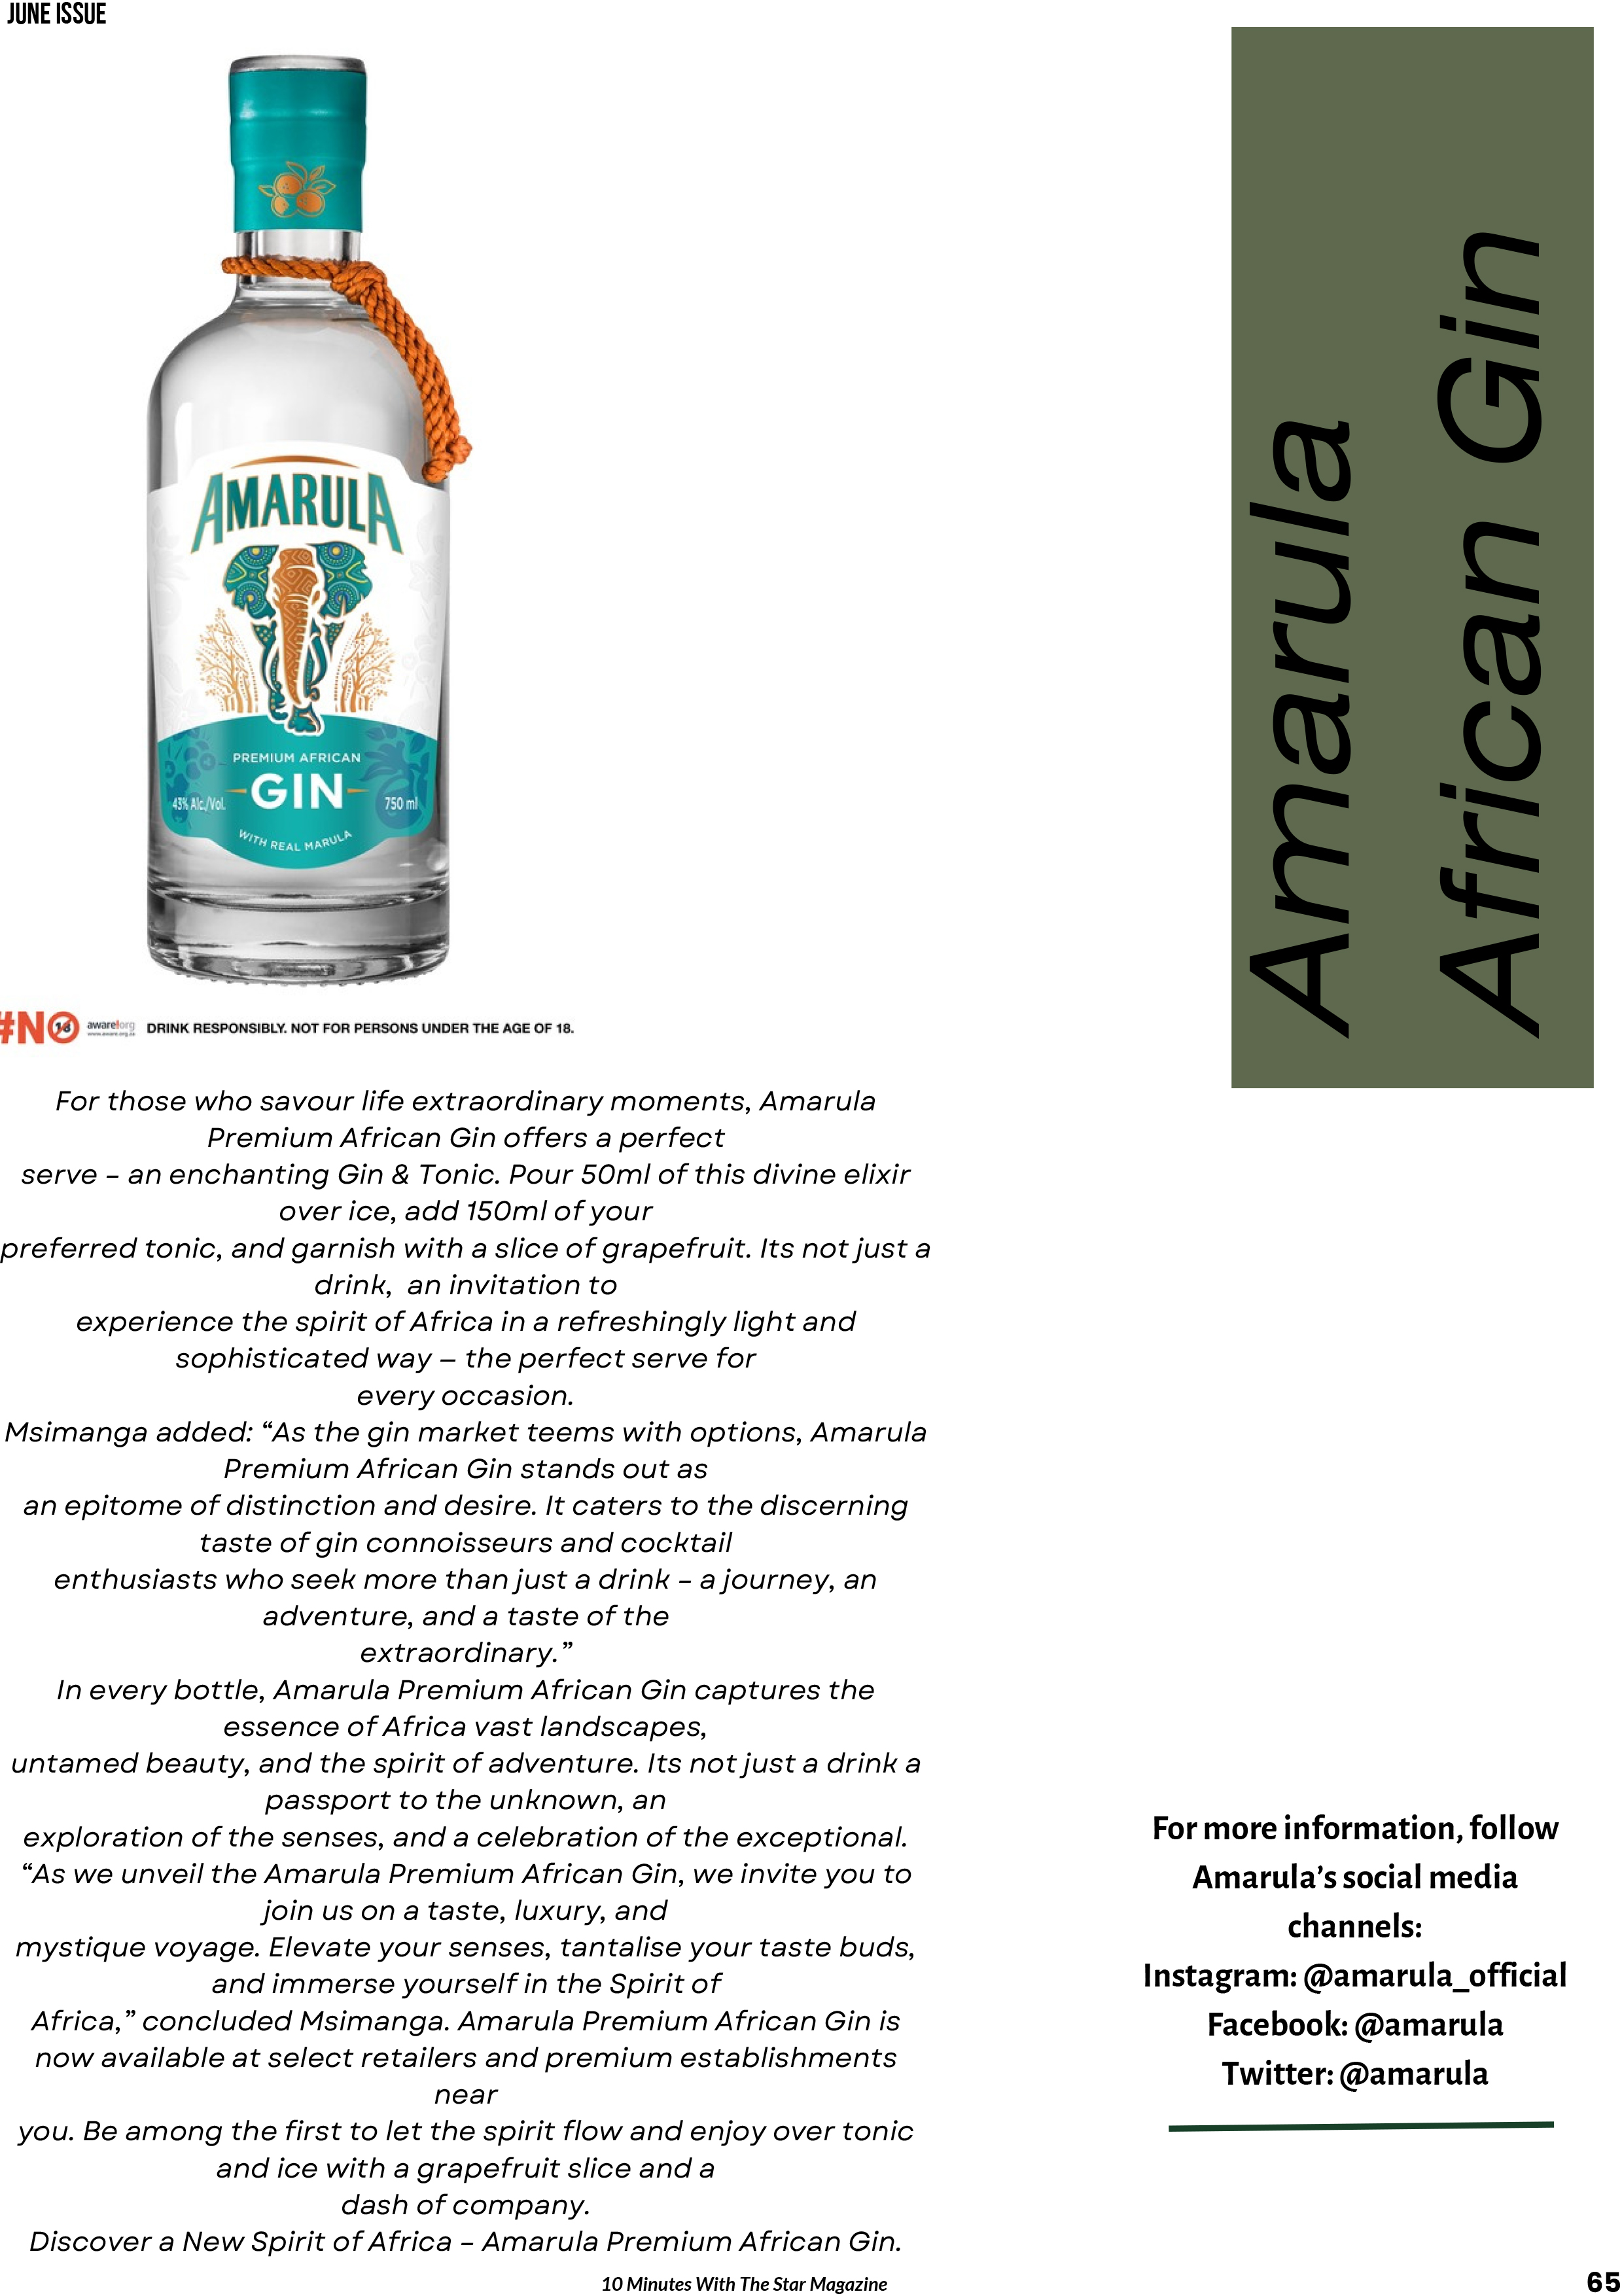 JUNE ISSUE
AMARULA
PREMIUM AFRICAN
GIN
43% Alc./Vol.
750 ml
WITH REAL MARULA
#NO
18
aware.org
www.aware.org.za
DRINK RESPONSIBLY. NOT FOR PERSONS UNDER THE AGE OF 18.
Amarula
African Gin
For those who savour life extraordinary moments, Amarula
Premium African Gin offers a perfect
serve – an enchanting Gin & Tonic. Pour 50ml of this divine elixir
over ice, add 150ml of your
preferred tonic, and garnish with a slice of grapefruit. Its not just a
drink,  an invitation to
experience the spirit of Africa in a refreshingly light and
sophisticated way – the perfect serve for
every occasion.
Msimanga added: “As the gin market teems with options, Amarula
Premium African Gin stands out as
an epitome of distinction and desire. It caters to the discerning
taste of gin connoisseurs and cocktail
enthusiasts who seek more than just a drink – a journey, an
adventure, and a taste of the
extraordinary.”
In every bottle, Amarula Premium African Gin captures the
essence of Africa vast landscapes,
untamed beauty, and the spirit of adventure. Its not just a drink a
passport to the unknown, an
exploration of the senses, and a celebration of the exceptional.
“As we unveil the Amarula Premium African Gin, we invite you to
join us on a taste, luxury, and
mystique voyage. Elevate your senses, tantalise your taste buds,
and immerse yourself in the Spirit of
Africa,” concluded Msimanga. Amarula Premium African Gin is
now available at select retailers and premium establishments
near
you. Be among the first to let the spirit flow and enjoy over tonic
and ice with a grapefruit slice and a
dash of company.
Discover a New Spirit of Africa – Amarula Premium African Gin.
For more information, follow
Amarula’s social media
channels:
Instagram: @amarula_official
Facebook: @amarula
Twitter: @amarula
10 Minutes With The Star Magazine
65